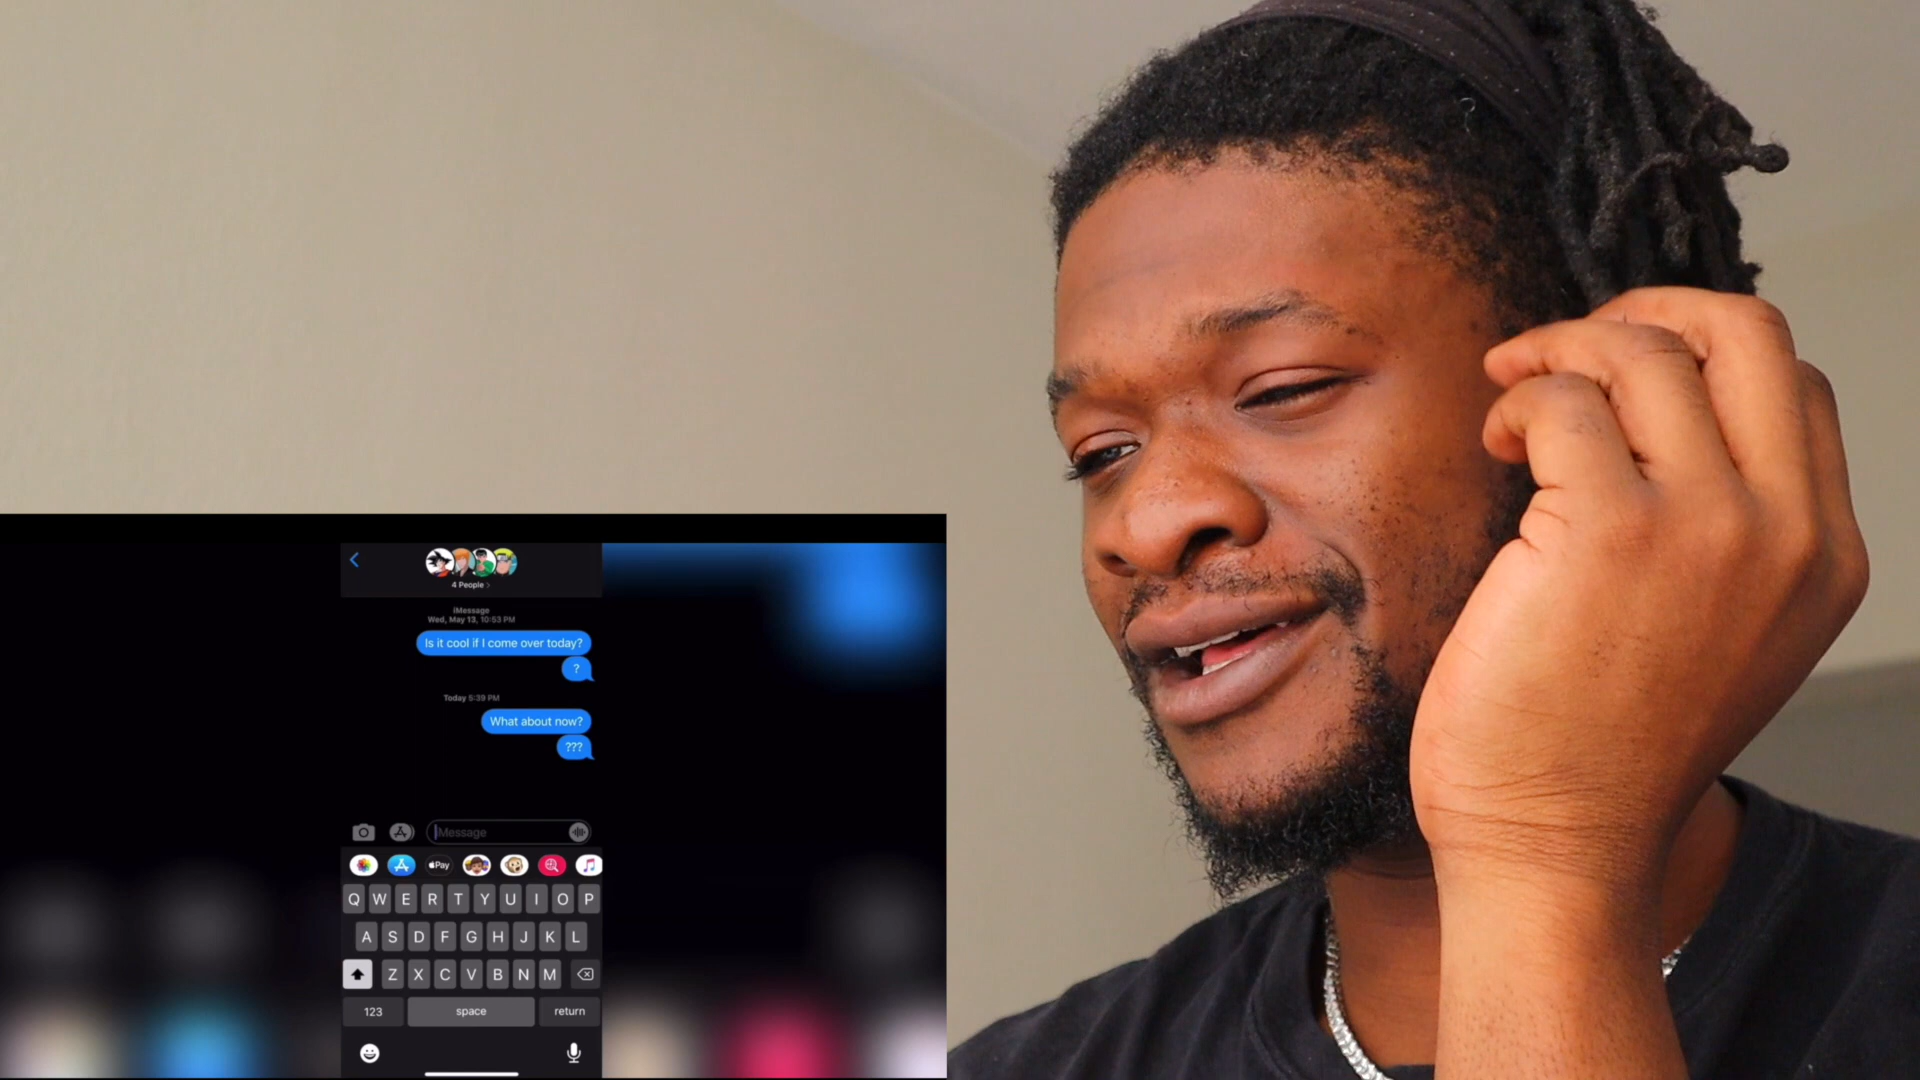 4 People >
iMessage
Wed, May 13, 10:53 PM
Is it cool if I come over today?
?
Today 5:39 PM
What about now?
???
iMessage
Pay
Q W E R T Y U I O P
A S D F G H J K L
Z X C V B N M
123 space return